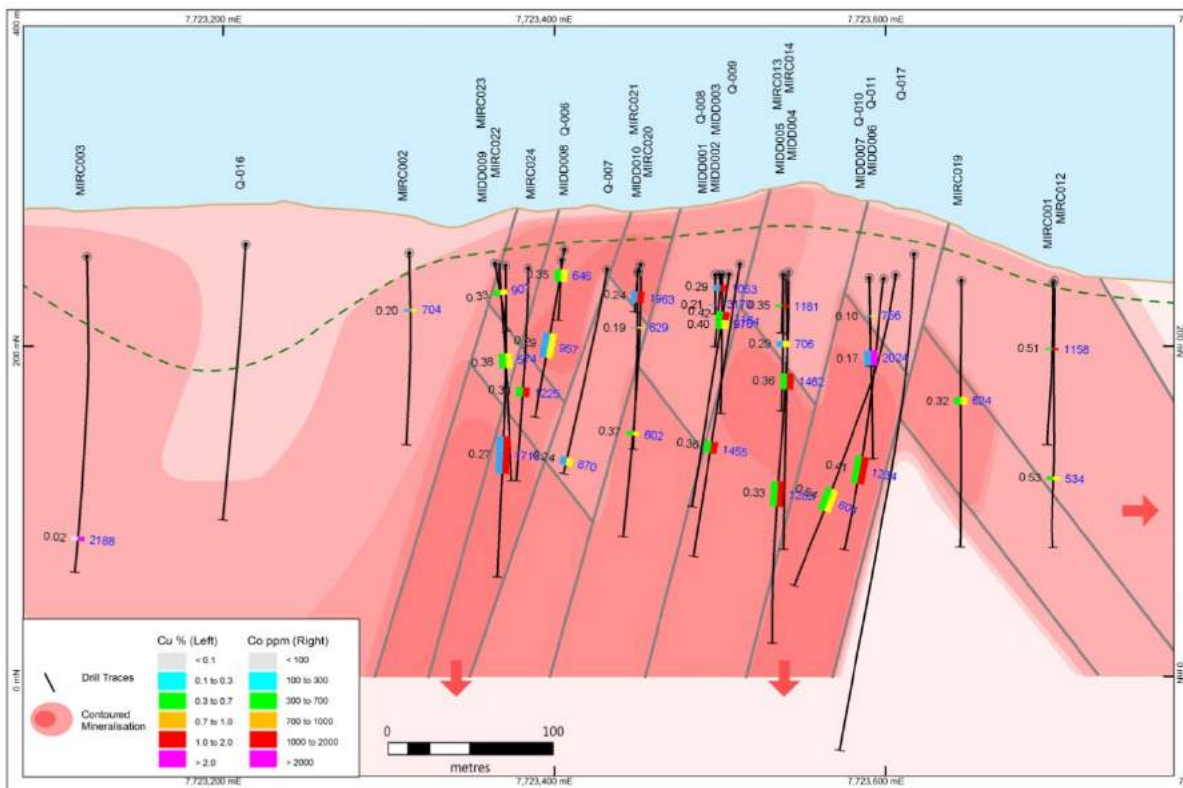 7,723,200 mE
7,723,400 mE
7,723,600 mE
MIRC003
Q-016
MIRC002
MIDD009
MIRC023
MIRC022
MIRC024
MIDD008
Q-006
Q-007
MIDD010
MIRC021
MIRC020
MIDD001
Q-008
MIDD002
MIDD003
Q-009
MIDD005
MIRC013
MIDD004
MIRC014
MIDD007
Q-010
MIDD006
Q-011
Q-017
MIRC019
MIRC001
MIRC012
0.35 646
0.33
0.20 704
0.24 1963
0.19 629
0.29 1053
0.21
0.42
0.40
0.35 1181
0.29 706
0.36 1462
0.10
0.17 2024
0.51 1156
957
0.38 574
1225
0.32 624
0.37 602
0.36 1455
0.27
0.24 870
0.41
0.53 534
0.33
0.54
0.02 2188
200 mN
200 mN
0 mN
Cu % (Left) Co ppm (Right)
< 0.1 < 100
0.1 to 0.3 100 to 300
0.3 to 0.7 300 to 700
0.7 to 1.0 700 to 1000
1.0 to 2.0 1000 to 2000
> 2.0 > 2000
Drill Traces
Contoured
Mineralisation
0 100
metres
7,723,200 mE
7,723,400 mE
7,723,600 mE